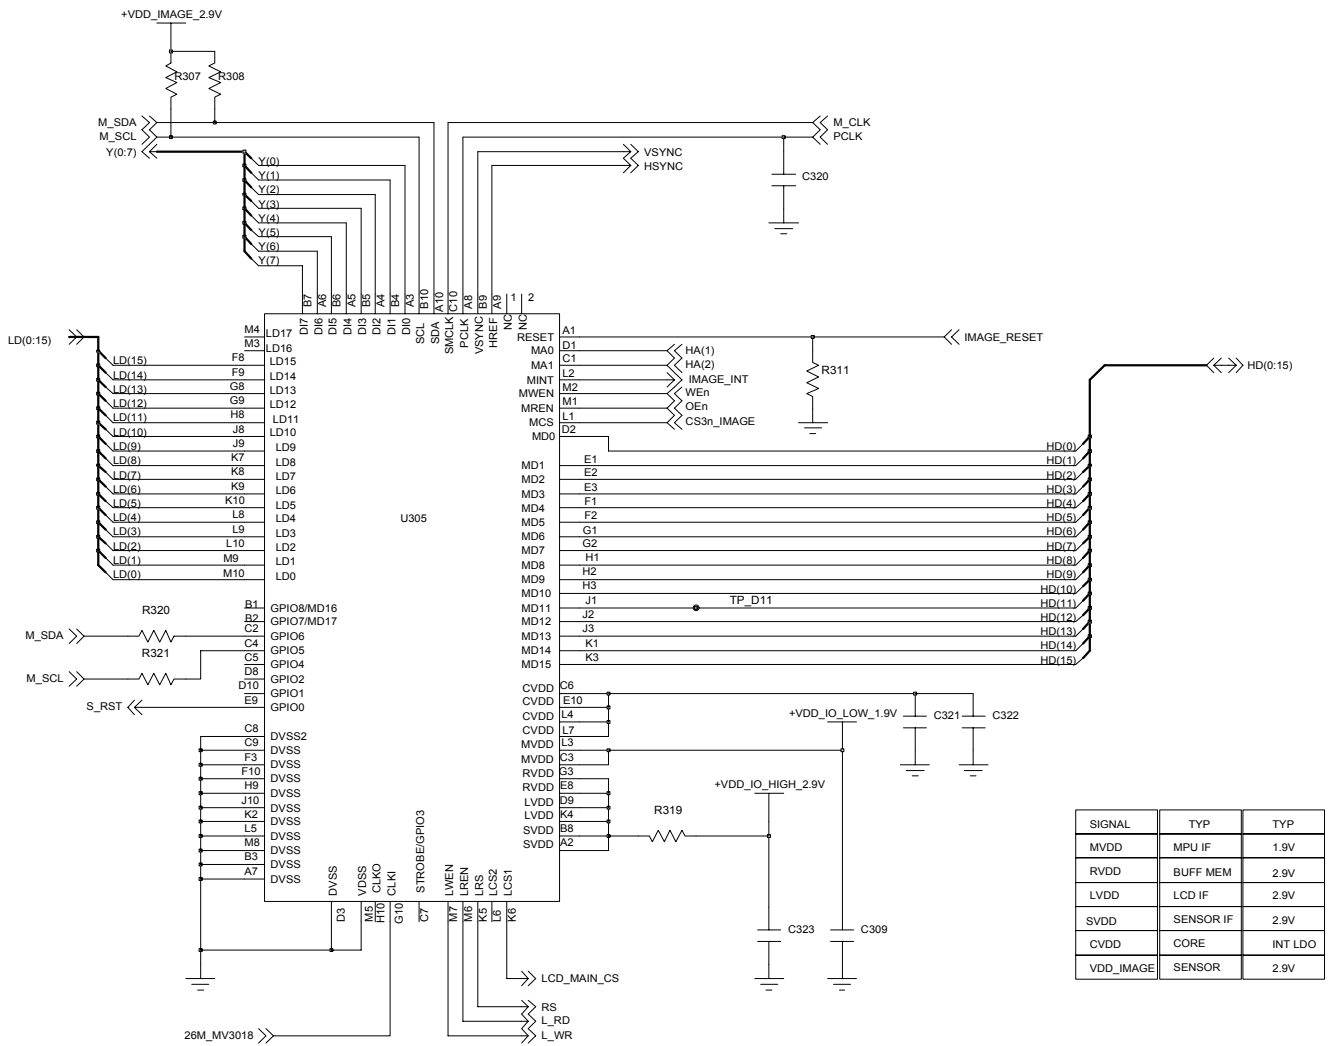 +VDD_IMAGE_2.9V
R307 R308
M_SDA
M_SCL
Y(0:7)
M_CLK
PCLK
VSYNC
HSYNC
C320
Y(0)
Y(1)
Y(2)
Y(3)
Y(4)
Y(5)
Y(6)
Y(7)
B7 A6 B6 A5 B5 A4 B4 A3 B10 A10 C10 A8 B9 A9 1 2
DI7 DI6 DI5 DI4 DI3 DI2 DI1 DI0 SCL SDA SMCLK PCLK VSYNC HREF NC NC
LD(0:15)
M4 LD17
M3 LD16
LD(15) F8 LD15
LD(14) F9 LD14
LD(13) G8 LD13
LD(12) G9 LD12
LD(11) H8 LD11
LD(10) J8 LD10
LD(9) J9 LD9
LD(8) K7 LD8
LD(7) K8 LD7
LD(6) K9 LD6
LD(5) K10 LD5
LD(4) L8 LD4
LD(3) L9 LD3
LD(2) L10 LD2
LD(1) M9 LD1
LD(0) M10 LD0
U305
RESET A1 IMAGE_RESET
MA0 D1 HA(1)
MA1 C1 HA(2)
MINT L2 IMAGE_INT
MWEN M2 WEn
MREN M1 OEn
MCS L1 CS3n_IMAGE
R311
HD(0:15)
MD0 D2 HD(0)
MD1 E1 HD(1)
MD2 E2 HD(2)
MD3 E3 HD(3)
MD4 F1 HD(4)
MD5 F2 HD(5)
MD6 G1 HD(6)
MD7 G2 HD(7)
MD8 H1 HD(8)
MD9 H2 HD(9)
MD10 H3 HD(10)
MD11 J1 TP_D11 HD(11)
MD12 J2 HD(12)
MD13 J3 HD(13)
MD14 K1 HD(14)
MD15 K3 HD(15)
B1 GPIO8/MD16
B2 GPIO7/MD17
R320
M_SDA C2 GPIO6
R321
C4 GPIO5
C5 GPIO4
M_SCL D8 GPIO2
D10 GPIO1
S_RST E9 GPIO0
C8 DVSS2
C9 DVSS
F3 DVSS
F10 DVSS
H9 DVSS
J10 DVSS
K2 DVSS
L5 DVSS
M8 DVSS
B3 DVSS
A7 DVSS
CVDD C6
CVDD E10
CVDD L4
CVDD L7
MVDD L3
MVDD C3
RVDD G3
RVDD E8
LVDD D9
LVDD K4
SVDD B8
SVDD A2
+VDD_IO_LOW_1.9V
C321 C322
+VDD_IO_HIGH_2.9V
R319
C323 C309
DVSS VDSS CLKO CLKI STROBE/GPIO3 LWEN LREN LRS LCS2 LCS1
D3 M5 H10 G10 C7 M7 M6 K5 L6 K6
LCD_MAIN_CS
RS
L_RD
L_WR
26M_MV3018
SIGNAL TYP TYP
MVDD MPU IF 1.9V
RVDD BUFF MEM 2.9V
LVDD LCD IF 2.9V
SVDD SENSOR IF 2.9V
CVDD CORE INT LDO
VDD_IMAGE SENSOR 2.9V